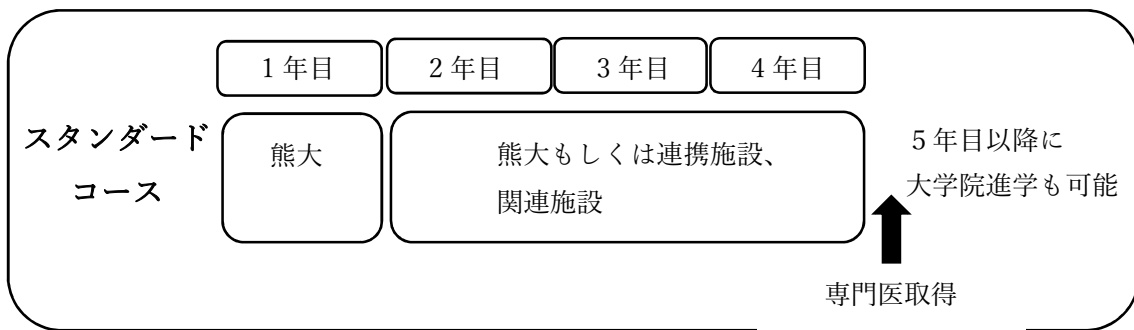 1年目
2年目
3年目
4年目
スタンダード
コース
熊大
熊大もしくは連携施設、
関連施設
5年目以降に
大学院進学も可能
専門医取得